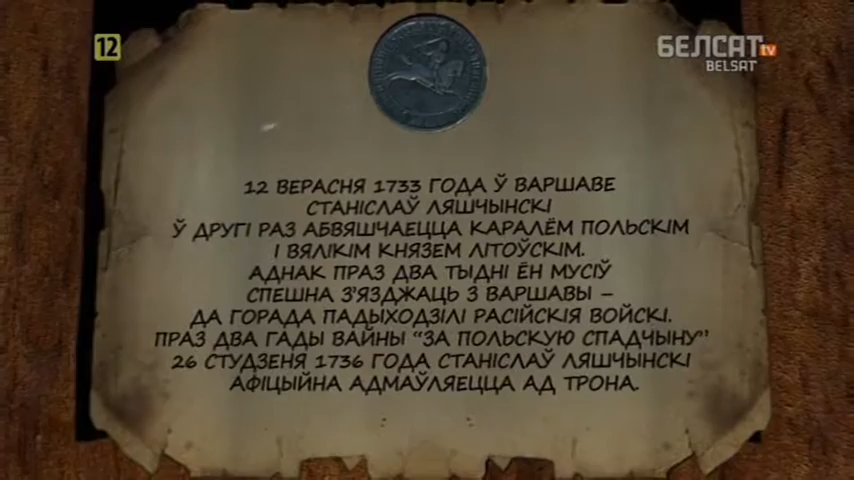 12
БЕЛСАТ tv
BELSAT
12 ВЕРАСНЯ 1733 ГОДА Ў ВАРШАВЕ
СТАНІСЛАЎ ЛЯШЧЫНСКІ
Ў ДРУГІ РАЗ АБВЯШЧАЕЦЦА КАРАЛЁМ ПОЛЬСКІМ
І ВЯЛІКІМ КНЯЗЕМ ЛІТОЎСКІМ.
АДНАК ПРАЗ ДВА ТЫДНІ ЁН МУСІЎ
СПЕШНА З'ЯЗДЖАЦЬ З ВАРШАВЫ –
ДА ГОРАДА ПАДЫХОДЗІЛІ РАСІЙСКІЯ ВОЙСКІ.
ПРАЗ ДВА ГАДЫ ВАЙНЫ “ЗА ПОЛЬСКУЮ СПАДЧЫНУ”
26 СТУДЗЕНЯ 1736 ГОДА СТАНІСЛАЎ ЛЯШЧЫНСКІ
АФІЦЫЙНА АДМАЎЛЯЕЦЦА АД ТРОНА.